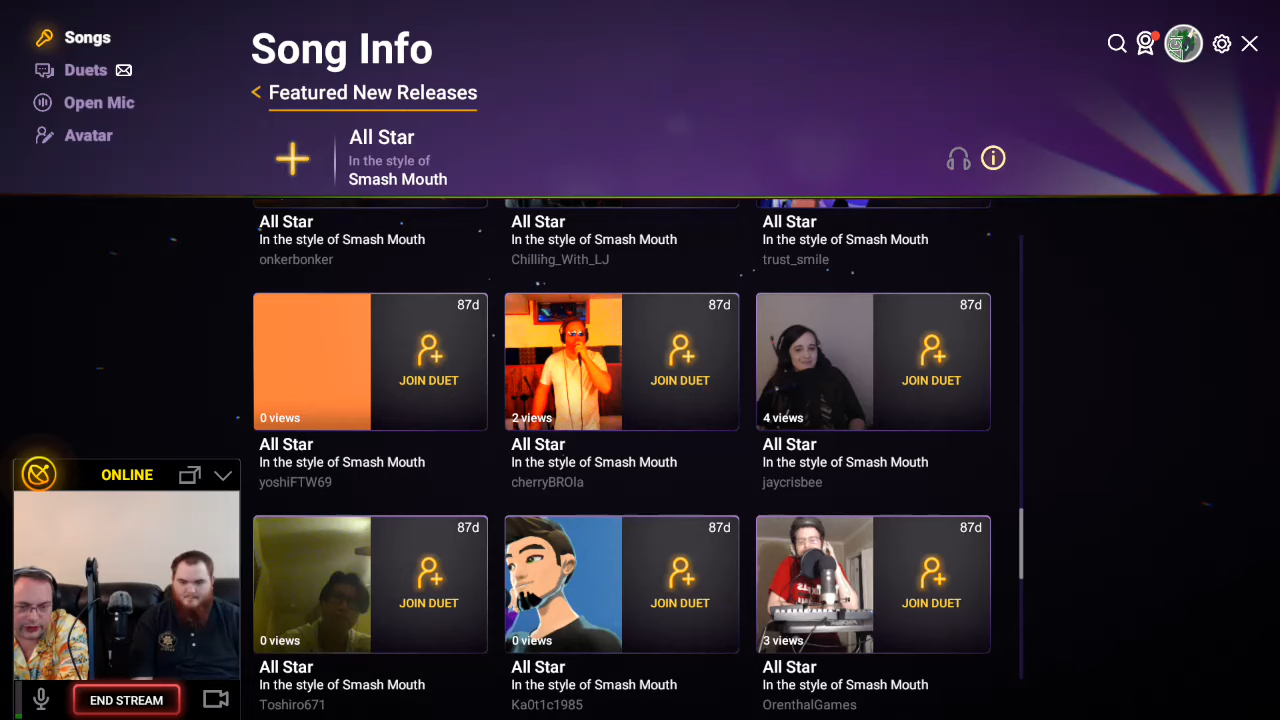 Songs
Duets
Open Mic
Avatar
Song Info
< Featured New Releases
All Star
In the style of
Smash Mouth
All Star
In the style of Smash Mouth
onkerbonker
All Star
In the style of Smash Mouth
Chillihg_With_LJ
All Star
In the style of Smash Mouth
trust_smile
87d
JOIN DUET
0 views
All Star
In the style of Smash Mouth
yoshiFTW69
87d
JOIN DUET
2 views
All Star
In the style of Smash Mouth
cherryBROla
87d
JOIN DUET
4 views
All Star
In the style of Smash Mouth
jaycrisbee
87d
JOIN DUET
0 views
All Star
In the style of Smash Mouth
Toshiro671
87d
JOIN DUET
0 views
All Star
In the style of Smash Mouth
Ka0t1c1985
87d
JOIN DUET
3 views
All Star
In the style of Smash Mouth
OrenthalGames
ONLINE
END STREAM